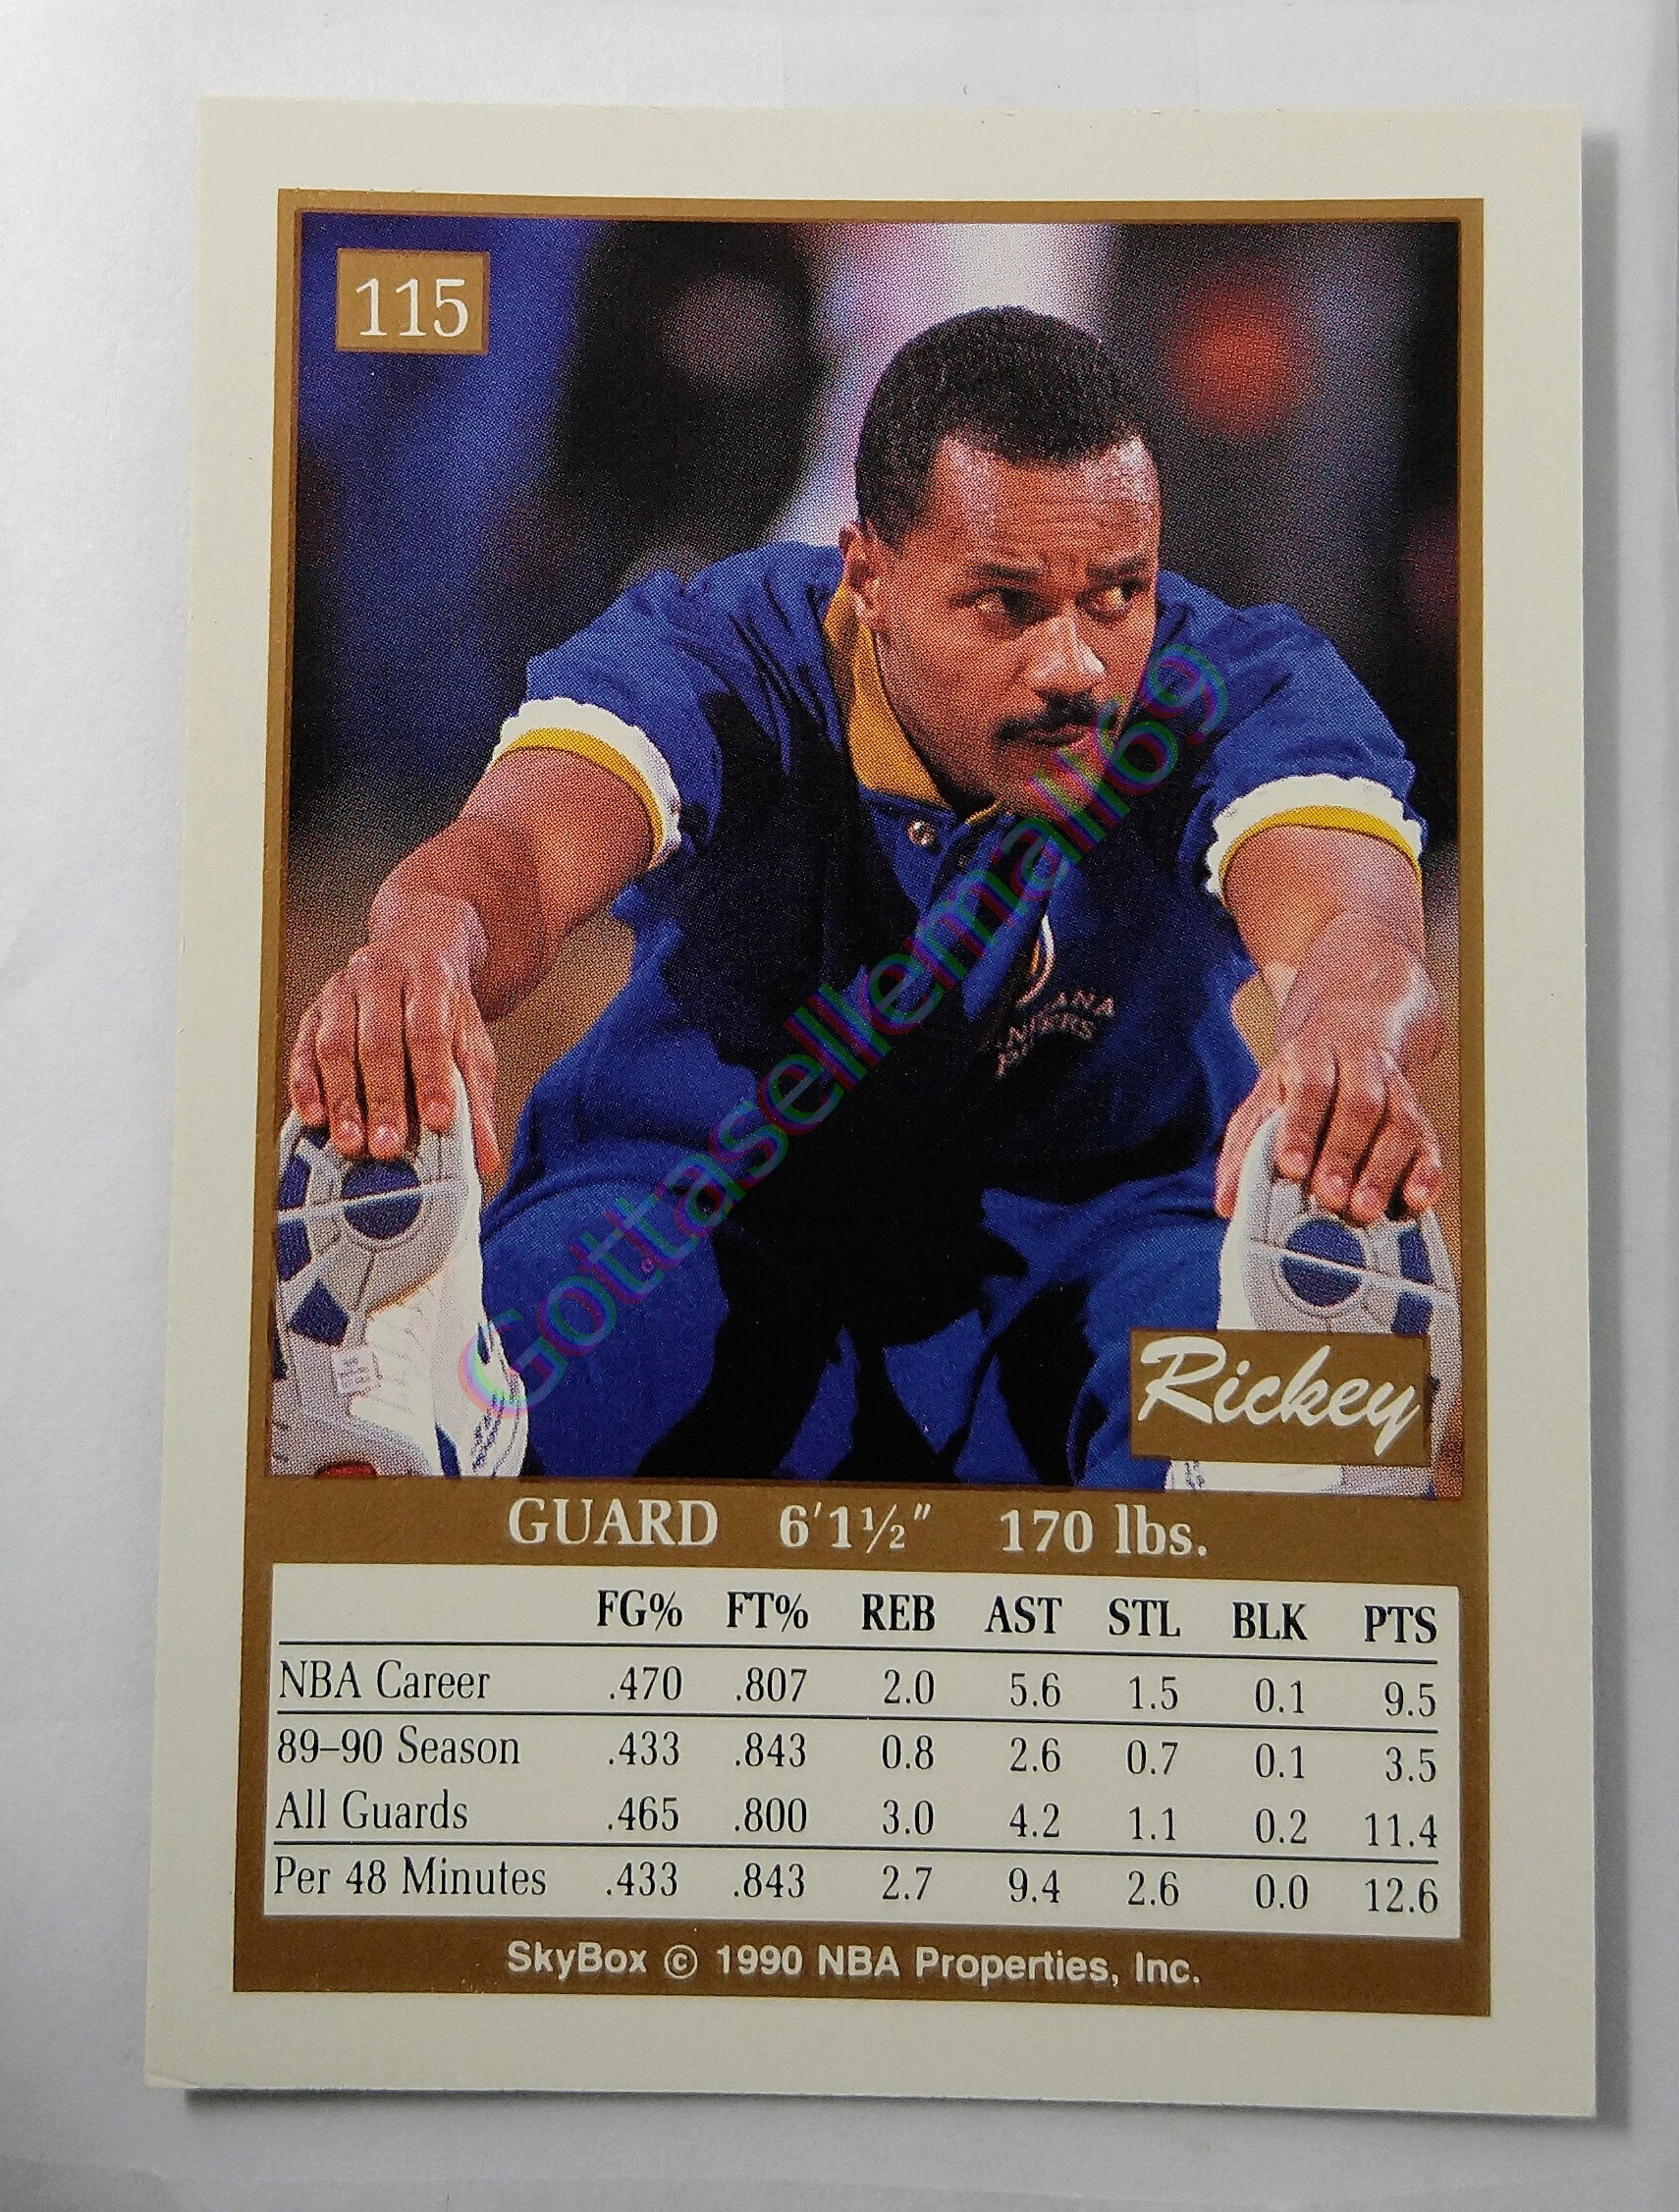 115
Gottasellemall69
ANA
Rickey
GUARD 6'1½" 170 lbs.
FG% FT% REB AST STL BLK PTS
NBA Career .470 .807 2.0 5.6 1.5 0.1 9.5
89–90 Season .433 .843 0.8 2.6 0.7 0.1 3.5
All Guards .465 .800 3.0 4.2 1.1 0.2 11.4
Per 48 Minutes .433 .843 2.7 9.4 2.6 0.0 12.6
SkyBox © 1990 NBA Properties, Inc.